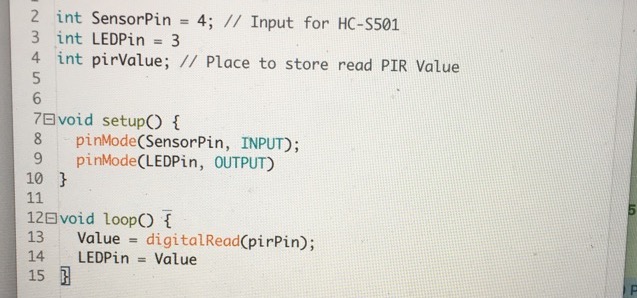 2 int SensorPin = 4; // Input for HC-S501
3 int LEDPin = 3
4 int pirValue; // Place to store read PIR Value
5
6
7 void setup() {
8 pinMode(SensorPin, INPUT);
9 pinMode(LEDPin, OUTPUT)
10 }
11
12 void loop() {
13 Value = digitalRead(pirPin);
14 LEDPin = Value
15 }